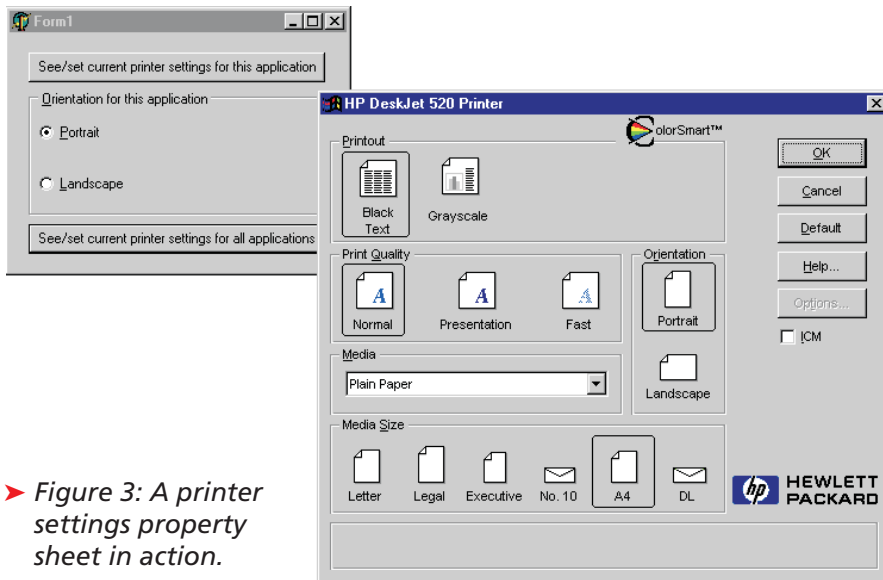 Form1
See/set current printer settings for this application
Orientation for this application
Portrait
Landscape
See/set current printer settings for all applications
HP DeskJet 520 Printer
Printout
olorSmart™
Black
Text
Grayscale
Print Quality
A
Normal
A
Presentation
A
Fast
Orientation
Portrait
Landscape
Media
Plain Paper
Media Size
Letter
Legal
Executive
No. 10
A4
DL
OK
Cancel
Default
Help...
Options...
ICM
hp HEWLETT
PACKARD
➤ Figure 3: A printer
settings property
sheet in action.